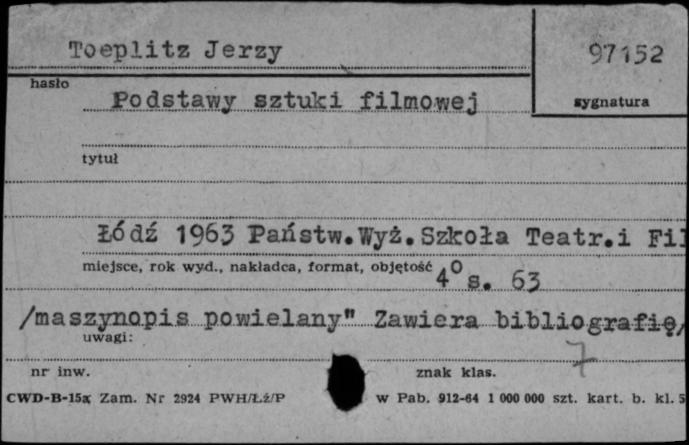 Toeplitz Jerzy
97152
hasło
sygnatura
Podstawy sztuki filmowej
tytuł
Łódź 1963 Państw.Wyż.Szkoła Teatr.i Fil
miejsce, rok wyd., nakładca, format, objętość
4° s. 63
/maszynopis powielany" Zawiera bibliografię/
uwagi:
7
nr inw.
znak klas.
CWD-B-15a Zam. Nr 2924 PWH/Łź/P
w Pab. 912-64 1 000 000 szt. kart. b. kl. 5